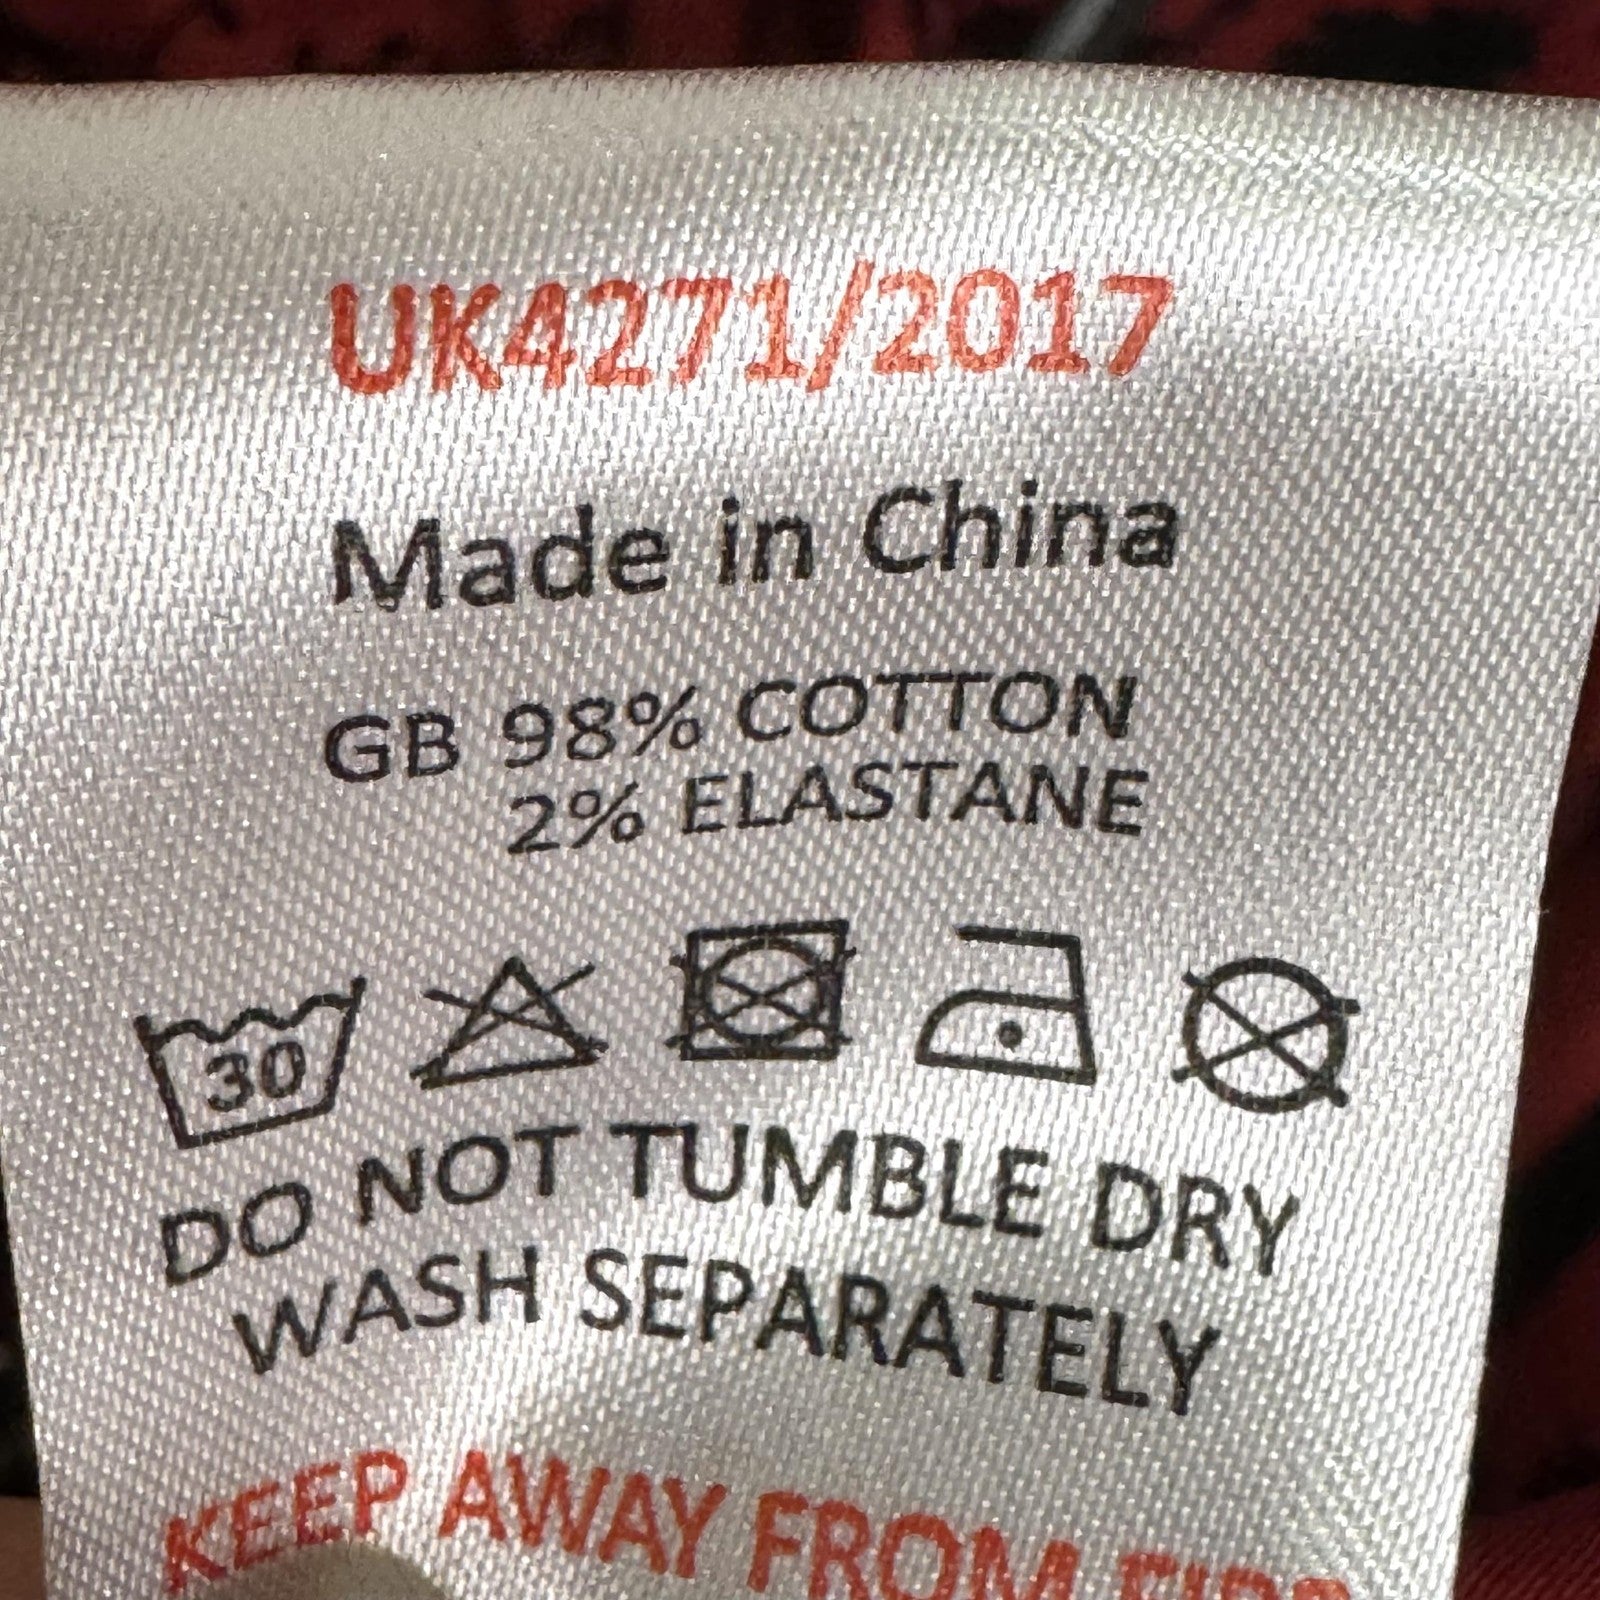 UK4271/2017
Made in China
GB 98% COTTON
2% ELASTANE
30
DO NOT TUMBLE DRY
WASH SEPARATELY
KEEP AWAY FROM FIRE